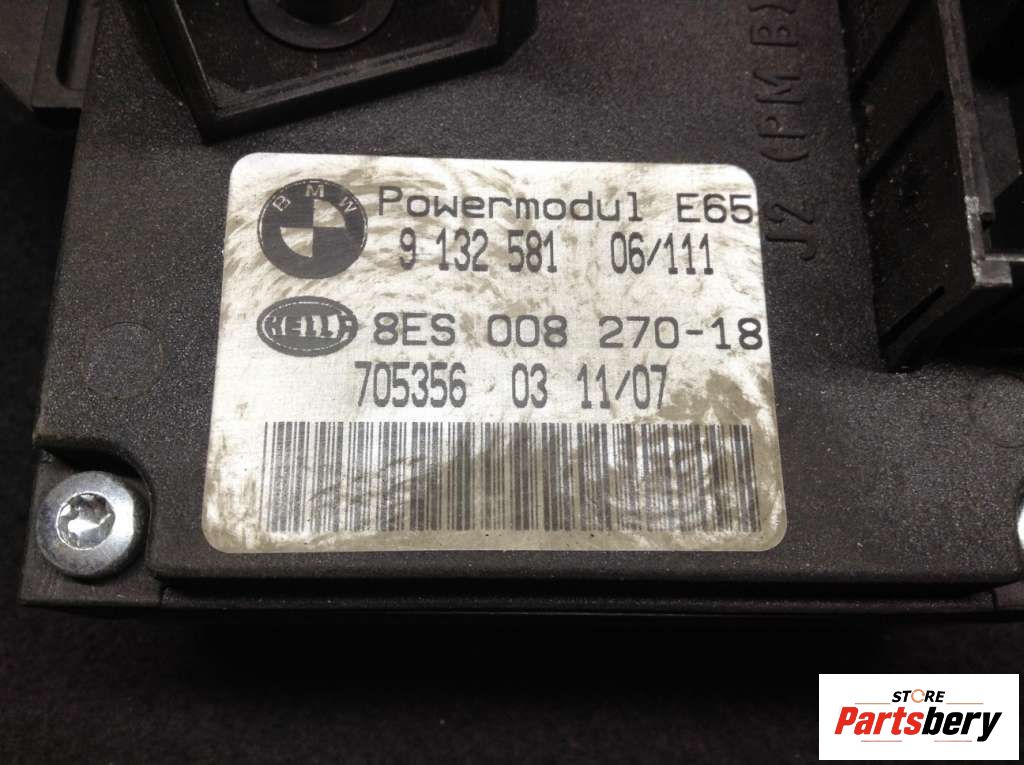 J2 (PM B)
BMW
Powermodul E65
9 132 581 06/111
HELLA
8ES 008 270-18
705356 03 11/07
STORE
Partsbery